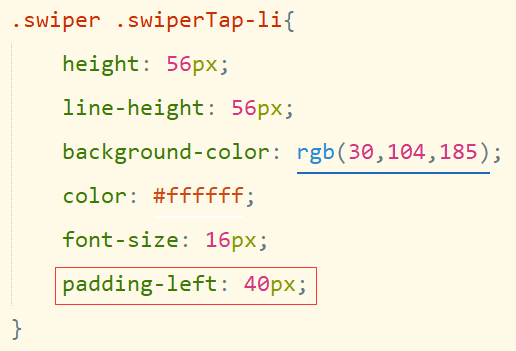 .swiper .swiperTap-li{
height: 56px;
line-height: 56px;
background-color: rgb(30,104,185);
color: #ffffff;
font-size: 16px;
padding-left: 40px;
}